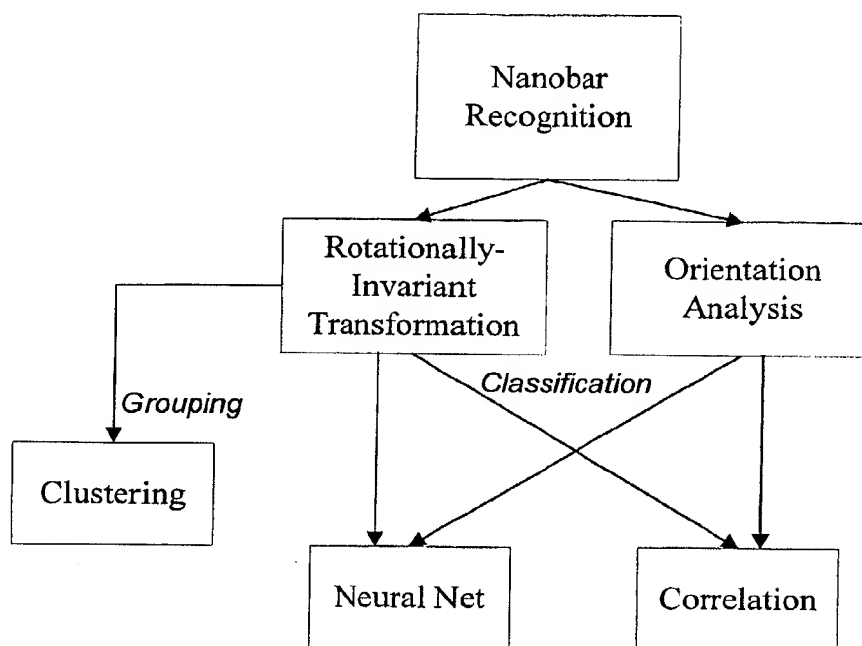 Nanobar
Recognition
Rotationally-
Invariant
Transformation
Orientation
Analysis
Grouping
Classification
Clustering
Neural Net
Correlation